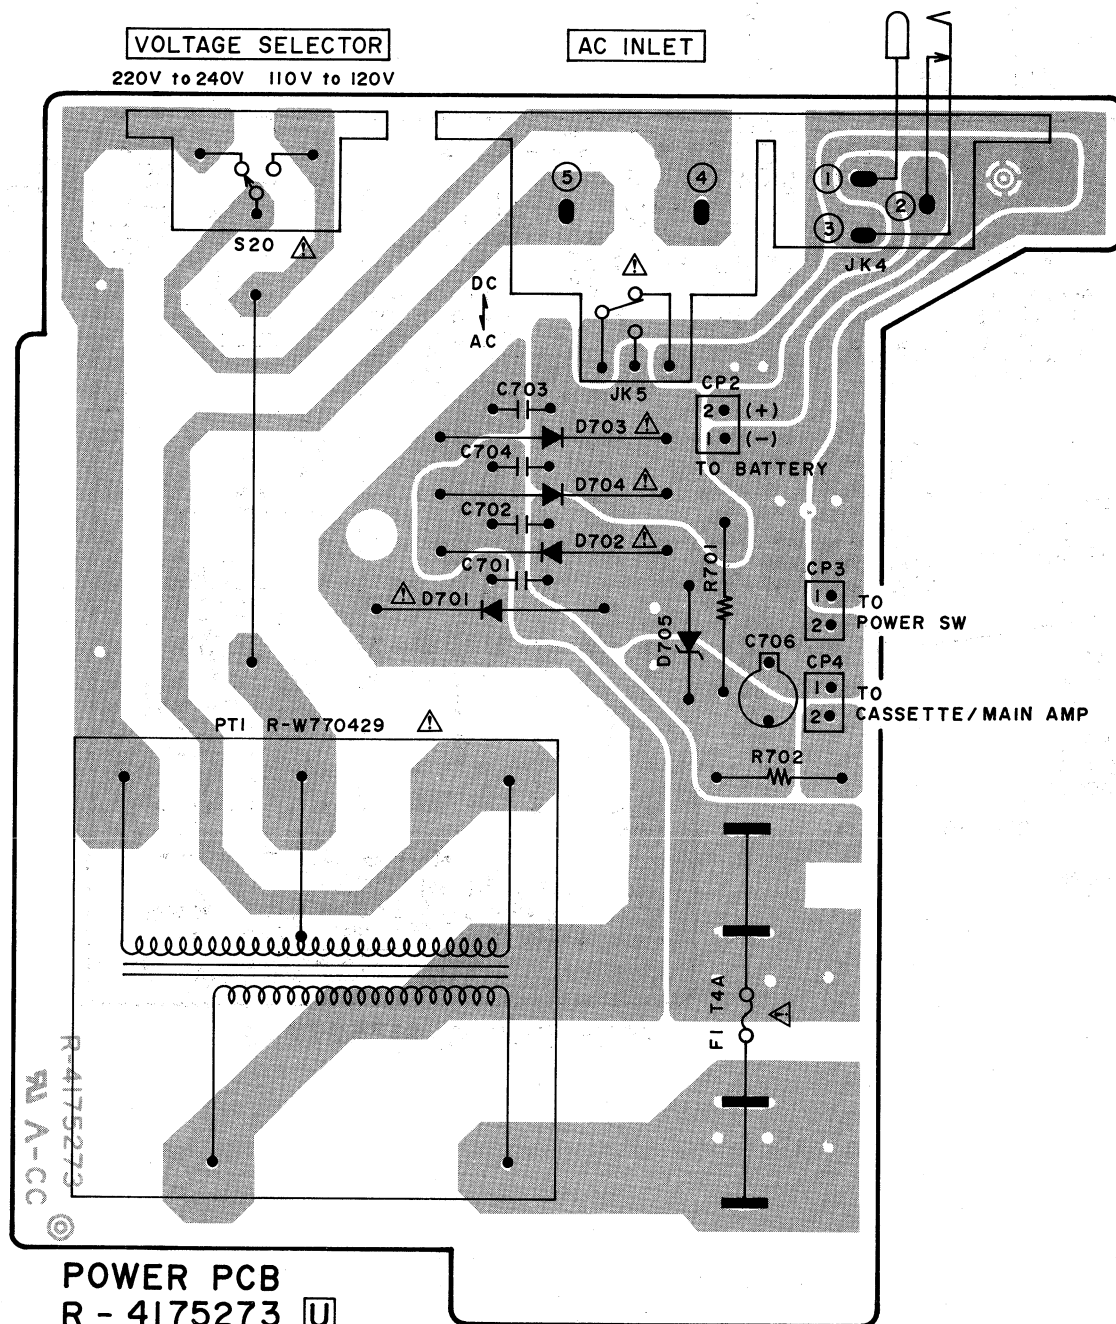 VOLTAGE SELECTOR
AC INLET
220V to 240V 110V to 120V
5
4
1
2
3
S20
JK4
DC
AC
JK5
C703
CP2
D703
2 (+)
1 (-)
C704
TO BATTERY
D704
C702
D702
R701
C701
D701
CP3
1
2
TO
POWER SW
D705
C706
CP4
1
2
TO
CASSETTE/MAIN AMP
PT1 R-W770429
R702
F1 T4A
R-4175273
A-CC
POWER PCB
R-4175273 U